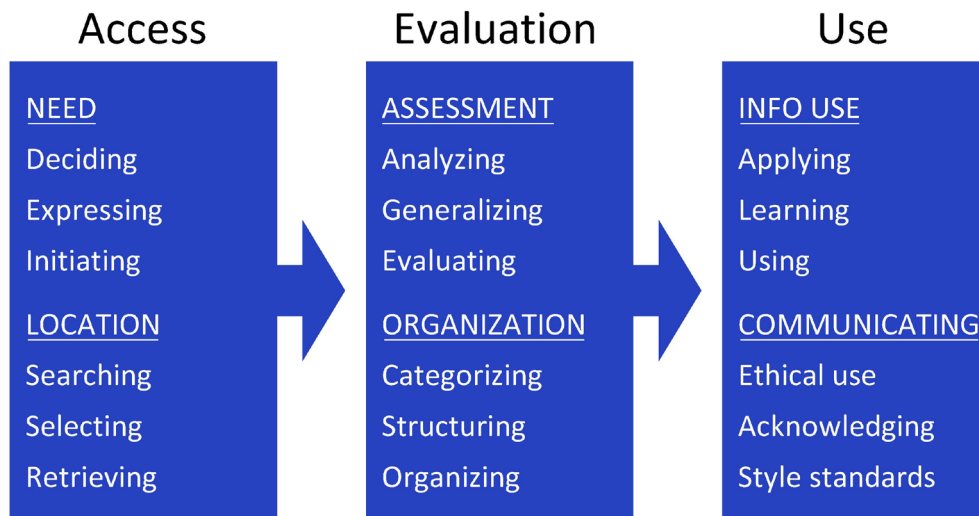 Access
NEED
Deciding
Expressing
Initiating
LOCATION
Searching
Selecting
Retrieving
Evaluation
ASSESSMENT
Analyzing
Generalizing
Evaluating
ORGANIZATION
Categorizing
Structuring
Organizing
Use
INFO USE
Applying
Learning
Using
COMMUNICATING
Ethical use
Acknowledging
Style standards